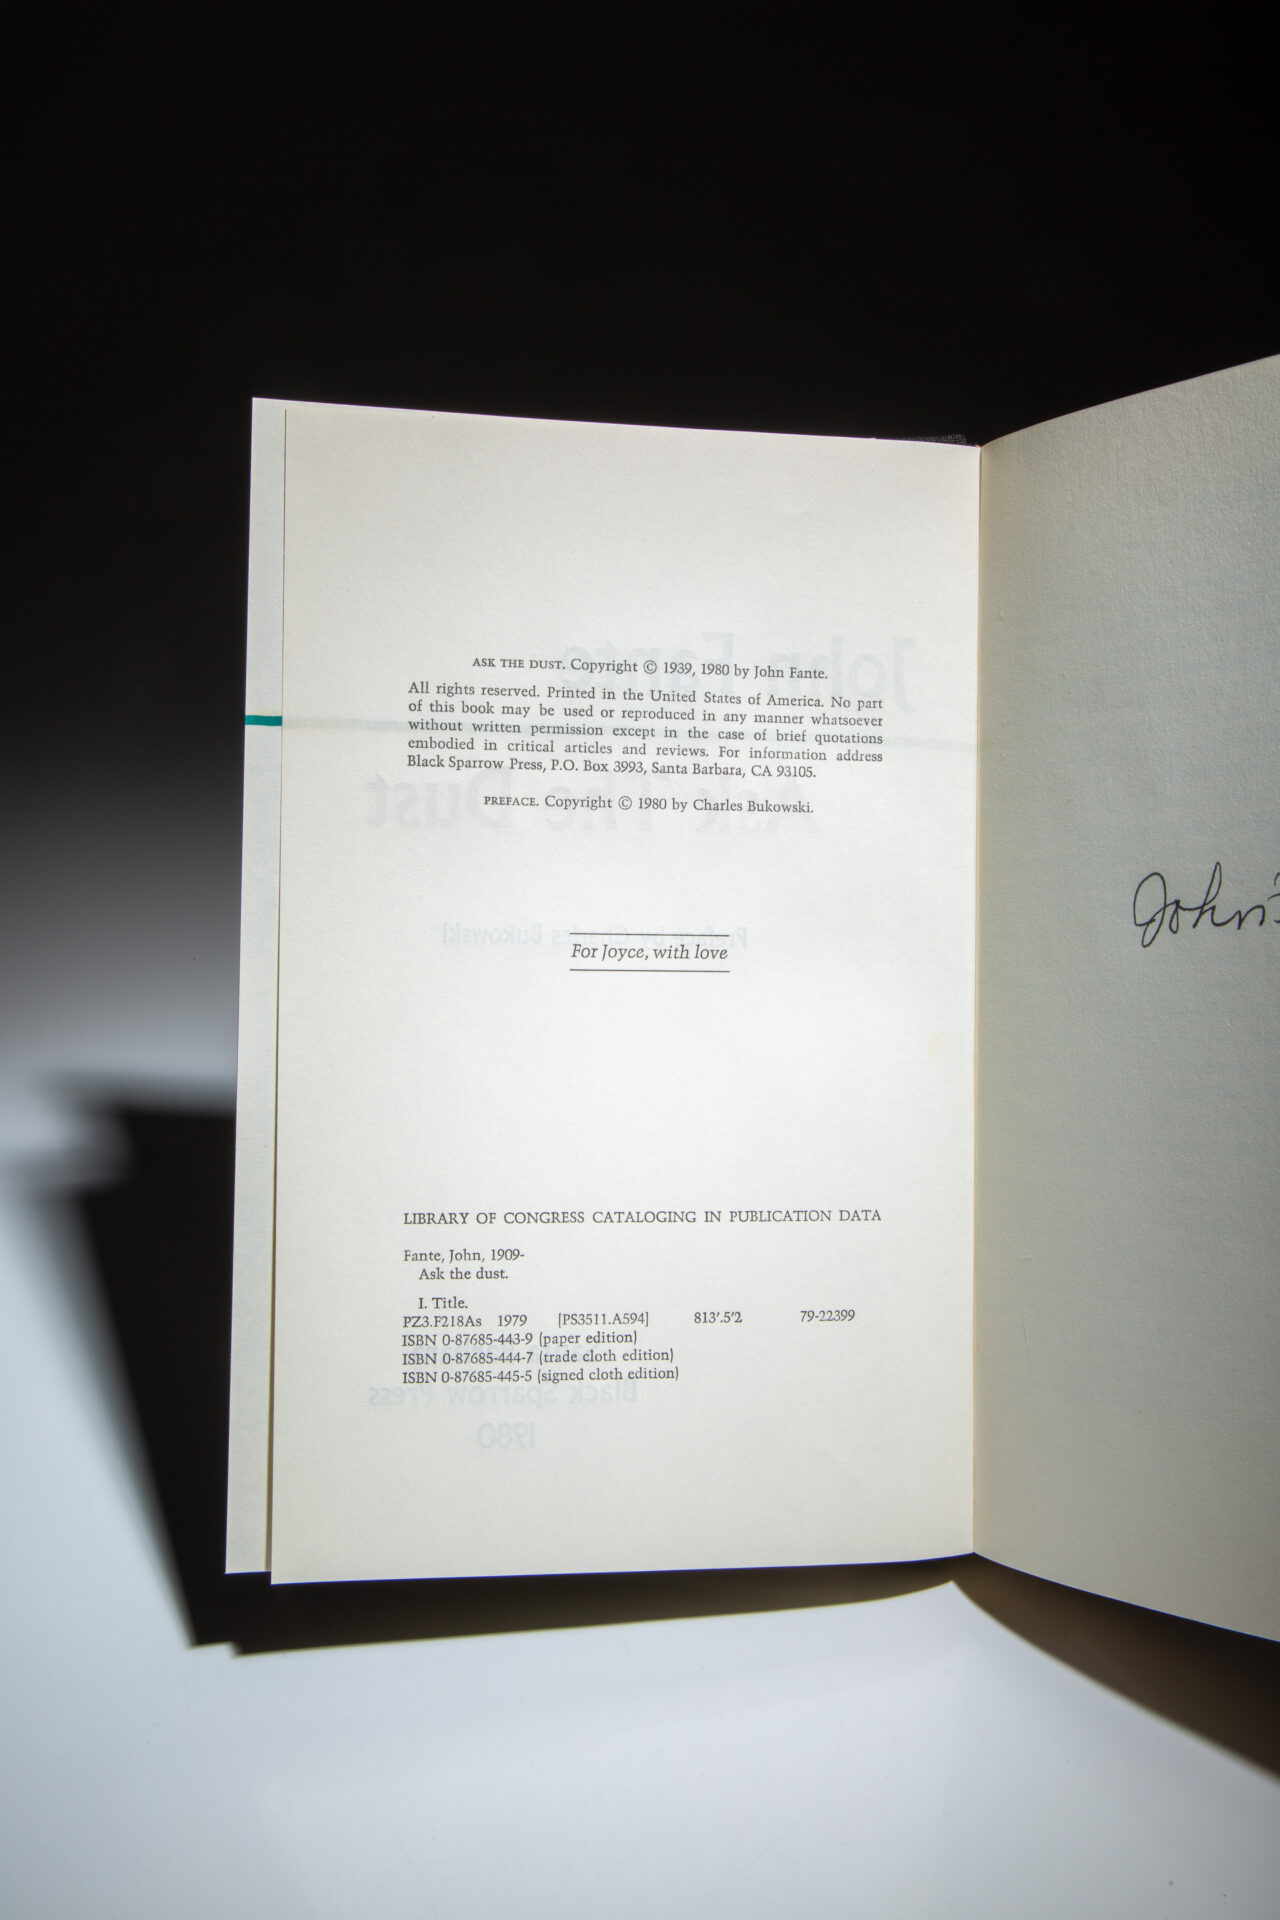 ASK THE DUST. Copyright © 1939, 1980 by John Fante.
All rights reserved. Printed in the United States of America. No part
of this book may be used or reproduced in any manner whatsoever
without written permission except in the case of brief quotations
embodied in critical articles and reviews. For information address
Black Sparrow Press, P.O. Box 3993, Santa Barbara, CA 93105.
PREFACE. Copyright © 1980 by Charles Bukowski.
For Joyce, with love
LIBRARY OF CONGRESS CATALOGING IN PUBLICATION DATA
Fante, John, 1909-
Ask the dust.
I. Title.
PZ3.F218As 1979 [PS3511.A594] 813'.5'2 79-22399
ISBN 0-87685-443-9 (paper edition)
ISBN 0-87685-444-7 (trade cloth edition)
ISBN 0-87685-445-5 (signed cloth edition)
John